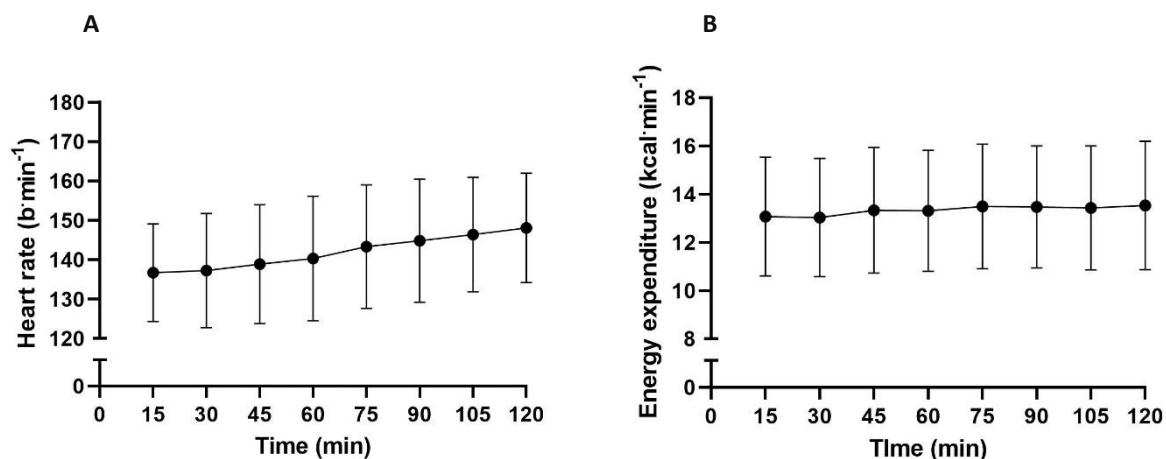 A
Heart rate (b·min⁻¹)
180
170
160
150
140
130
120
0
0 15 30 45 60 75 90 105 120
Time (min)
B
Energy expenditure (kcal·min⁻¹)
18
16
14
12
10
8
0
0 15 30 45 60 75 90 105 120
TIme (min)